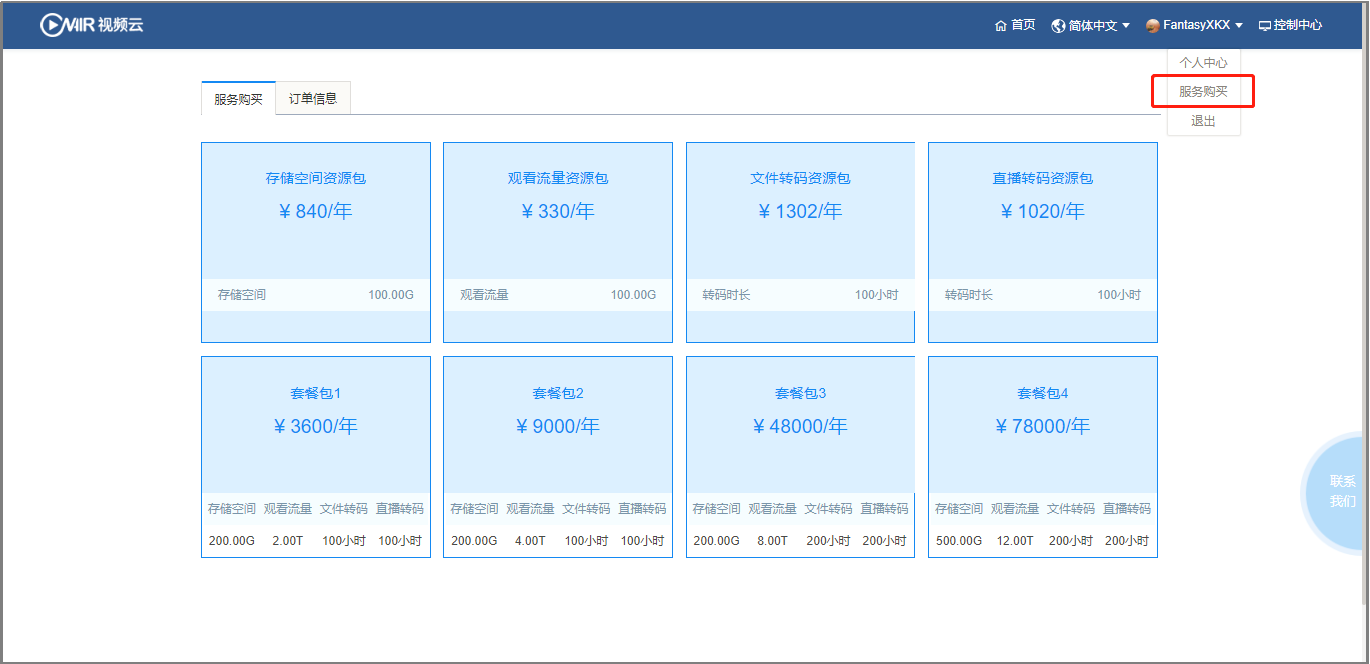 CMIR 视频云 首页 简体中文 FantasyXKX 控制中心
个人中心
服务购买
退出
服务购买 订单信息
存储空间资源包 观看流量资源包 文件转码资源包 直播转码资源包
¥ 840/年 ¥ 330/年 ¥ 1302/年 ¥ 1020/年
存储空间 100.00G 观看流量 100.00G 转码时长 100小时 转码时长 100小时
套餐包1 套餐包2 套餐包3 套餐包4
¥ 3600/年 ¥ 9000/年 ¥ 48000/年 ¥ 78000/年
存储空间 观看流量 文件转码 直播转码 存储空间 观看流量 文件转码 直播转码 存储空间 观看流量 文件转码 直播转码 存储空间 观看流量 文件转码 直播转码
200.00G 2.00T 100小时 100小时 200.00G 4.00T 100小时 100小时 200.00G 8.00T 200小时 200小时 500.00G 12.00T 200小时 200小时
联系
我们